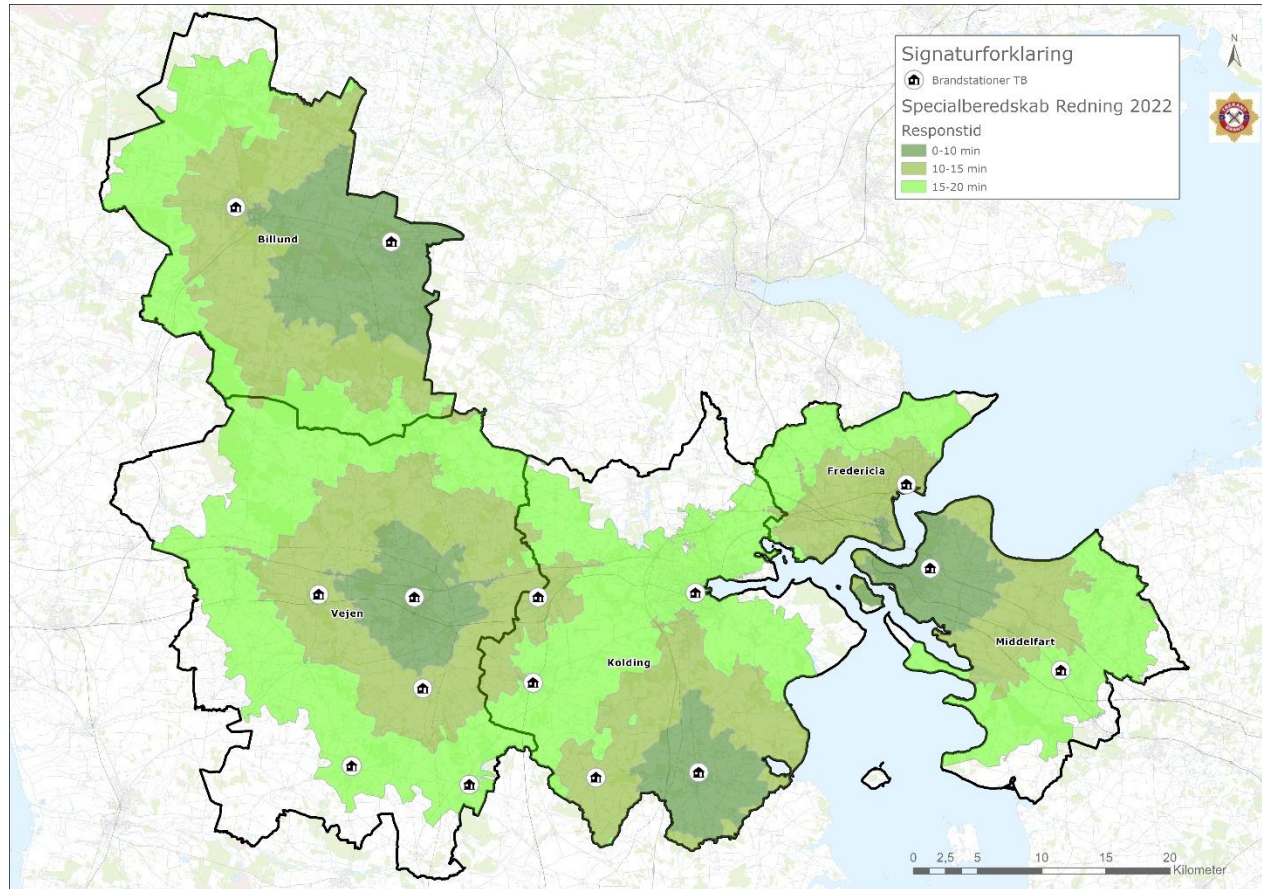 Signaturforklaring
Brandstationer TB
Specialberedskab Redning 2022
Responstid
0-10 min
10-15 min
15-20 min
N
Billund
Fredericia
Vejen
Middelfart
Kolding
0 2,5 5 10 15 20
Kilometer